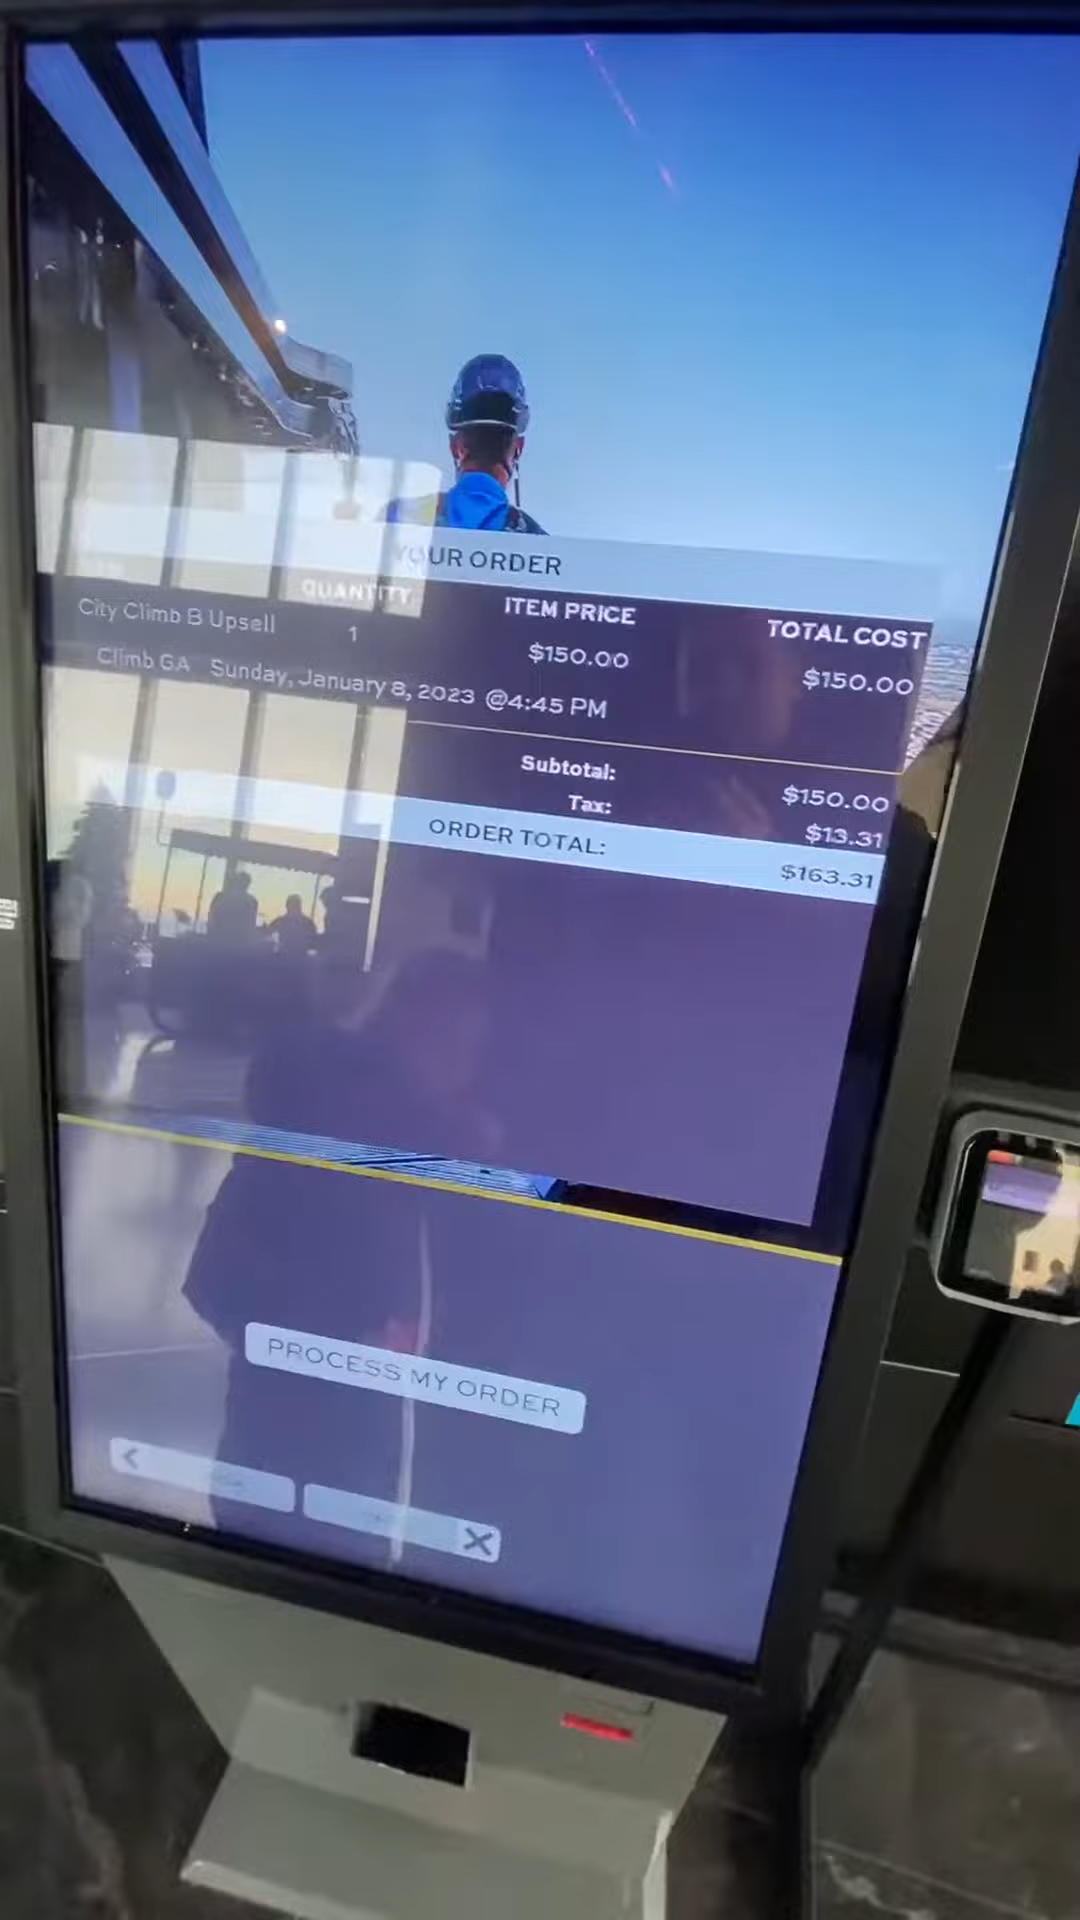 YOUR ORDER
QUANTITY ITEM PRICE TOTAL COST
City Climb B Upsell 1 $150.00 $150.00
Climb GA Sunday, January 8, 2023 @4:45 PM
Subtotal: $150.00
Tax: $13.31
ORDER TOTAL: $163.31
PROCESS MY ORDER